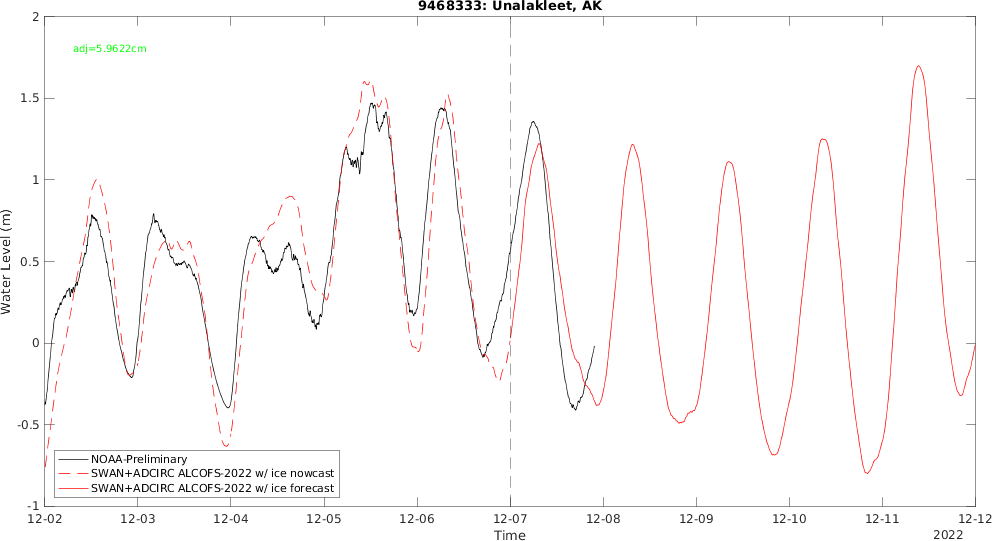 9468333: Unalakleet, AK
adj=5.9622cm
Water Level (m)
2
1.5
1
0.5
0
-0.5
-1
NOAA-Preliminary
SWAN+ADCIRC ALCOFS-2022 w/ ice nowcast
SWAN+ADCIRC ALCOFS-2022 w/ ice forecast
12-02 12-03 12-04 12-05 12-06 12-07 12-08 12-09 12-10 12-11 12-12
Time
2022